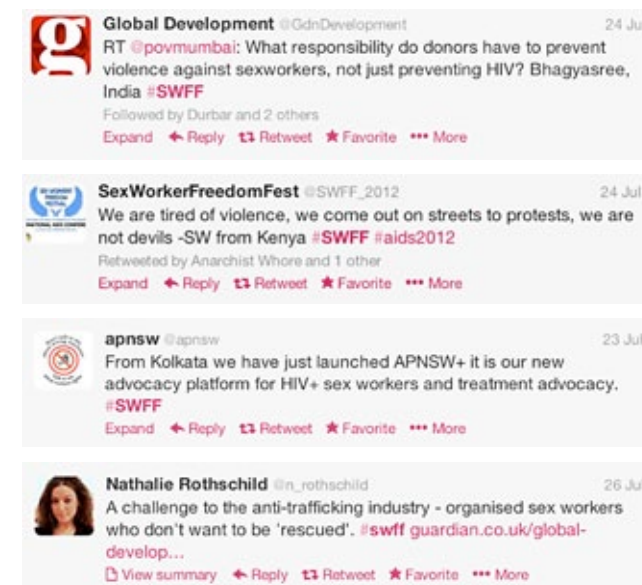 Global Development @GdnDevelopment 24 Jul
RT @povmumbai: What responsibility do donors have to prevent
violence against sexworkers, not just preventing HIV? Bhagyasree,
India #SWFF
Followed by Durbar and 2 others
Expand Reply Retweet Favorite More
SexWorkerFreedomFest @SWFF_2012 24 Jul
We are tired of violence, we come out on streets to protests, we are
not devils -SW from Kenya #SWFF #aids2012
Retweeted by Anarchist Whore and 1 other
Expand Reply Retweet Favorite More
apnsw @apnsw 23 Jul
From Kolkata we have just launched APNSW+ it is our new
advocacy platform for HIV+ sex workers and treatment advocacy.
#SWFF
Expand Reply Retweet Favorite More
Nathalie Rothschild @n_rothschild 26 Jul
A challenge to the anti-trafficking industry - organised sex workers
who don't want to be 'rescued'. #swff guardian.co.uk/global-
develop...
View summary Reply Retweet Favorite More